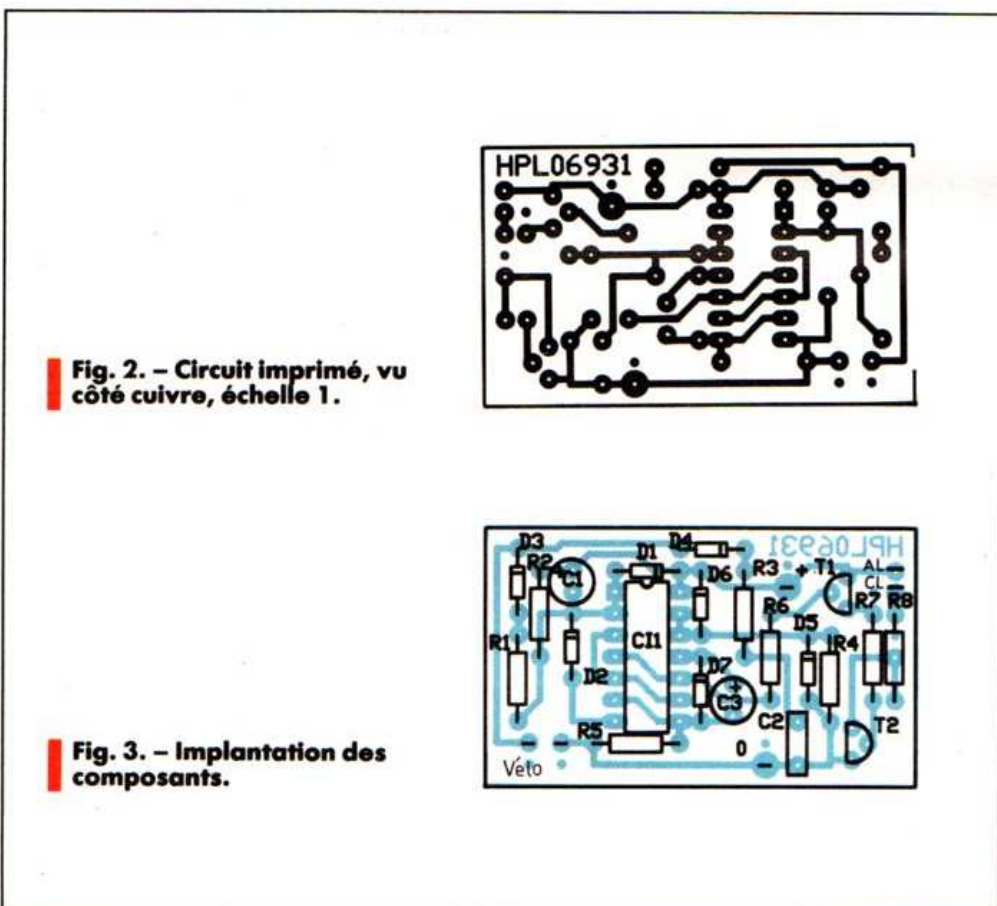 HPL06931
Fig. 2. – Circuit imprimé, vu
côté cuivre, échelle 1.
HPL06931
D3
D4
R2
C1
D1
D6
R3
+
T1
AL
CL
R6
R7 R8
D5
R1
CI1
R4
D2
D7
+
C3
C2
T2
R5
0
Vélo
Fig. 3. – Implantation des
composants.